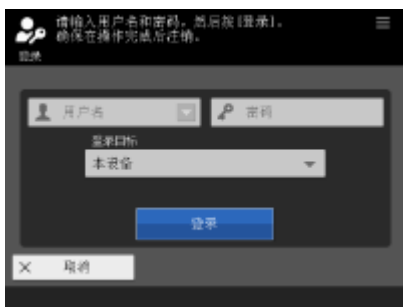 请输入用户名和密码，然后按[登录]。
确保在操作完成后注销。
登录
用户名
密码
登录目标
本设备
登录
取消